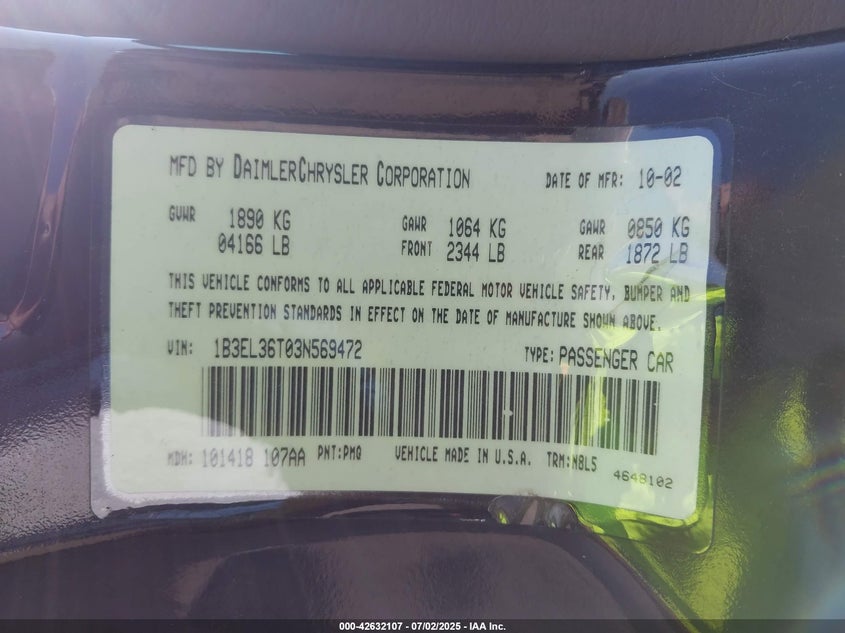 MFD BY DAIMLERCHRYSLER CORPORATION DATE OF MFR: 10-02
GVWR 1890 KG GAWR 1064 KG GAWR 0850 KG
04166 LB FRONT 2344 LB REAR 1872 LB
THIS VEHICLE CONFORMS TO ALL APPLICABLE FEDERAL MOTOR VEHICLE SAFETY, BUMPER AND
THEFT PREVENTION STANDARDS IN EFFECT ON THE DATE OF MANUFACTURE SHOWN ABOVE.
VIN: 1B3EL36T03N569472 TYPE: PASSENGER CAR
MDH: 101418 107AA PNT:PMQ VEHICLE MADE IN U.S.A. TRM:N8L5
4648102
000-42632107 - 07/02/2025 - IAA Inc.